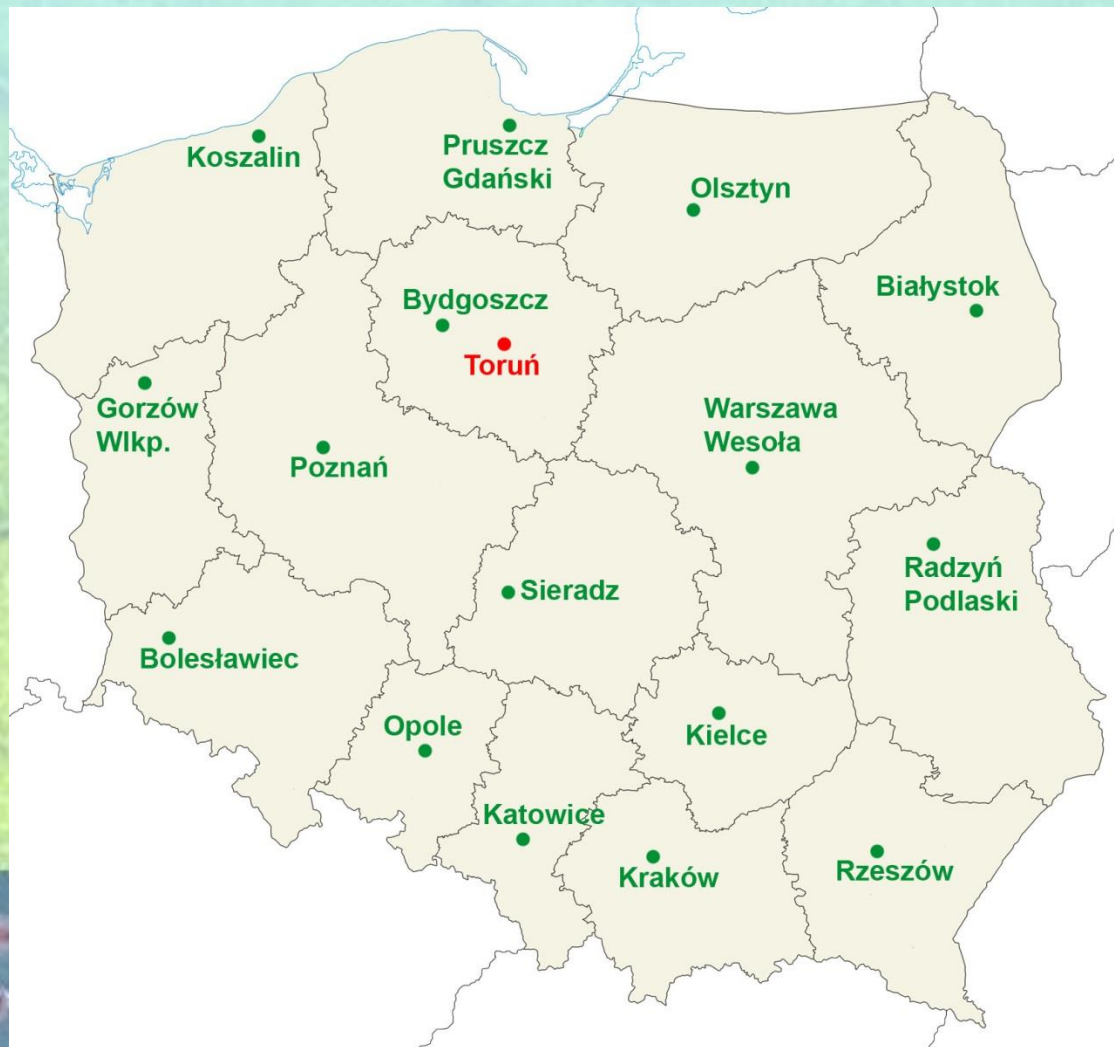 Koszalin
Pruszcz
Gdański
Olsztyn
Białystok
Bydgoszcz
Toruń
Gorzów
Wlkp.
Warszawa
Wesoła
Poznań
Radzyń
Podlaski
Sieradz
Bolesławiec
Opole
Kielce
Katowice
Kraków
Rzeszów